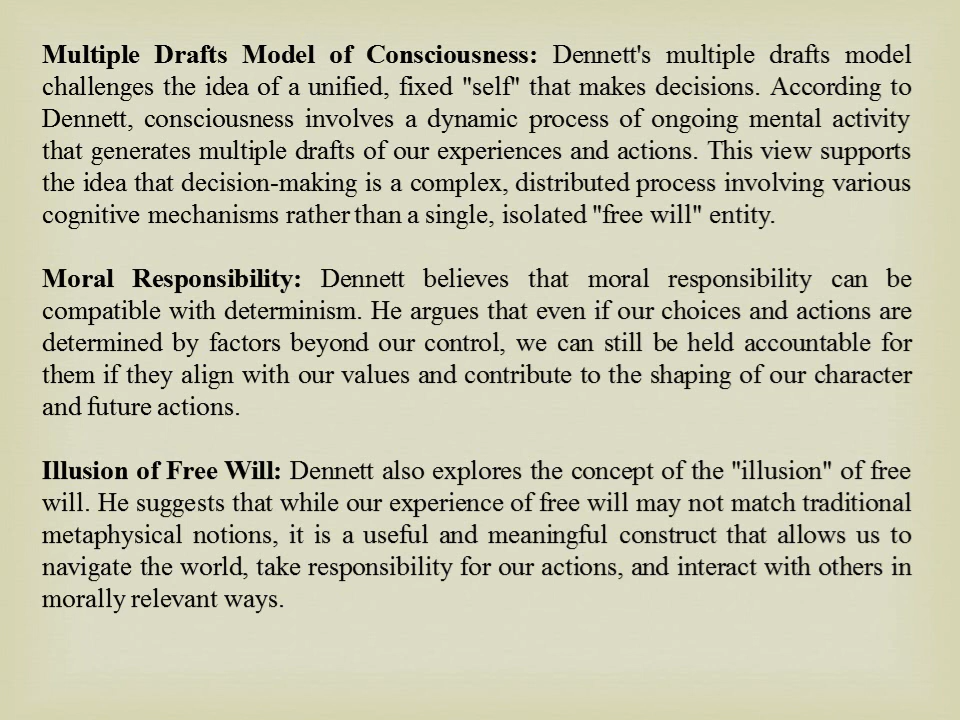 Multiple Drafts Model of Consciousness: Dennett's multiple drafts model
challenges the idea of a unified, fixed "self" that makes decisions. According to
Dennett, consciousness involves a dynamic process of ongoing mental activity
that generates multiple drafts of our experiences and actions. This view supports
the idea that decision-making is a complex, distributed process involving various
cognitive mechanisms rather than a single, isolated "free will" entity.
Moral Responsibility: Dennett believes that moral responsibility can be
compatible with determinism. He argues that even if our choices and actions are
determined by factors beyond our control, we can still be held accountable for
them if they align with our values and contribute to the shaping of our character
and future actions.
Illusion of Free Will: Dennett also explores the concept of the "illusion" of free
will. He suggests that while our experience of free will may not match traditional
metaphysical notions, it is a useful and meaningful construct that allows us to
navigate the world, take responsibility for our actions, and interact with others in
morally relevant ways.